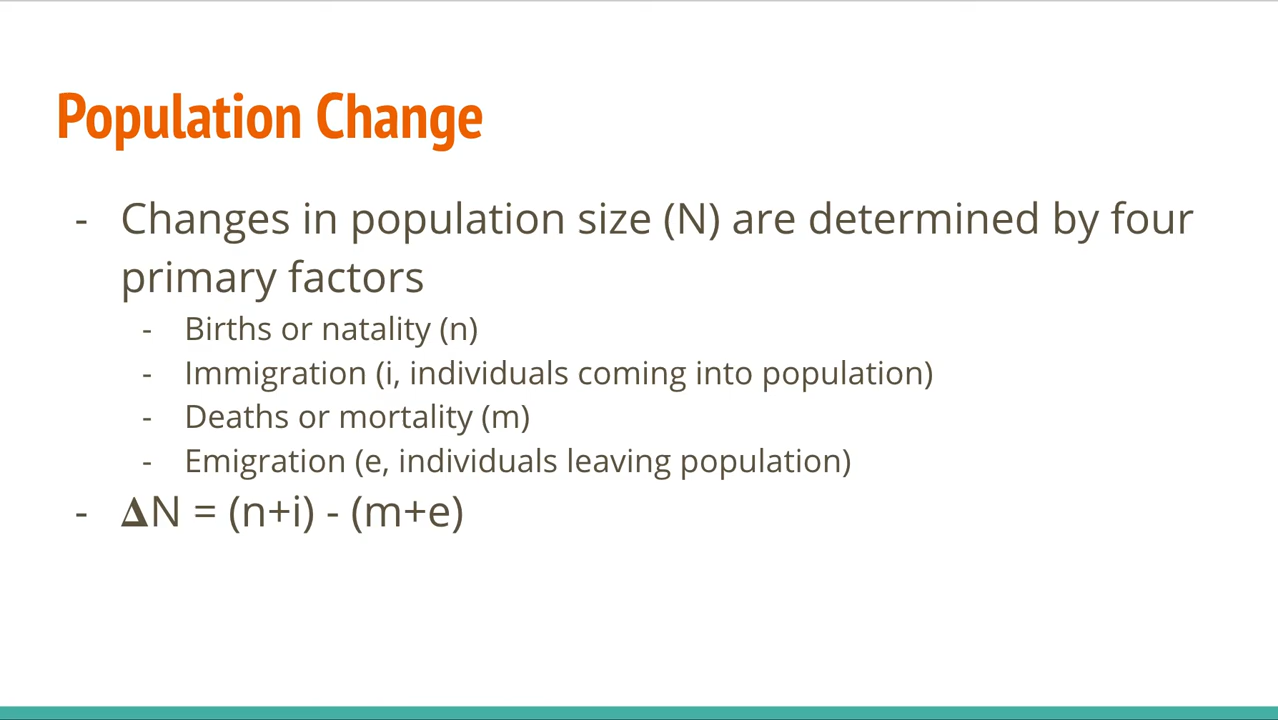 Population Change
- Changes in population size (N) are determined by four
primary factors
- Births or natality (n)
- Immigration (i, individuals coming into population)
- Deaths or mortality (m)
- Emigration (e, individuals leaving population)
- 𝚫N = (n+i) - (m+e)